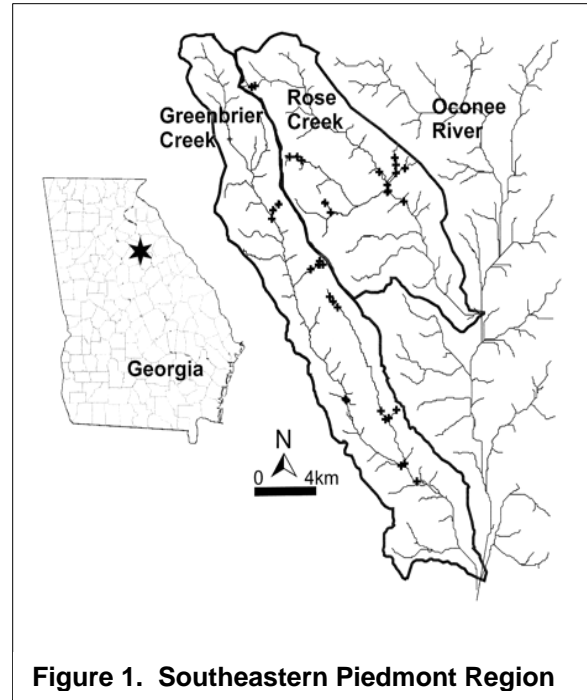 Greenbrier
Creek
Rose
Creek
Oconee
River
Georgia
N
0 4km
Figure 1. Southeastern Piedmont Region